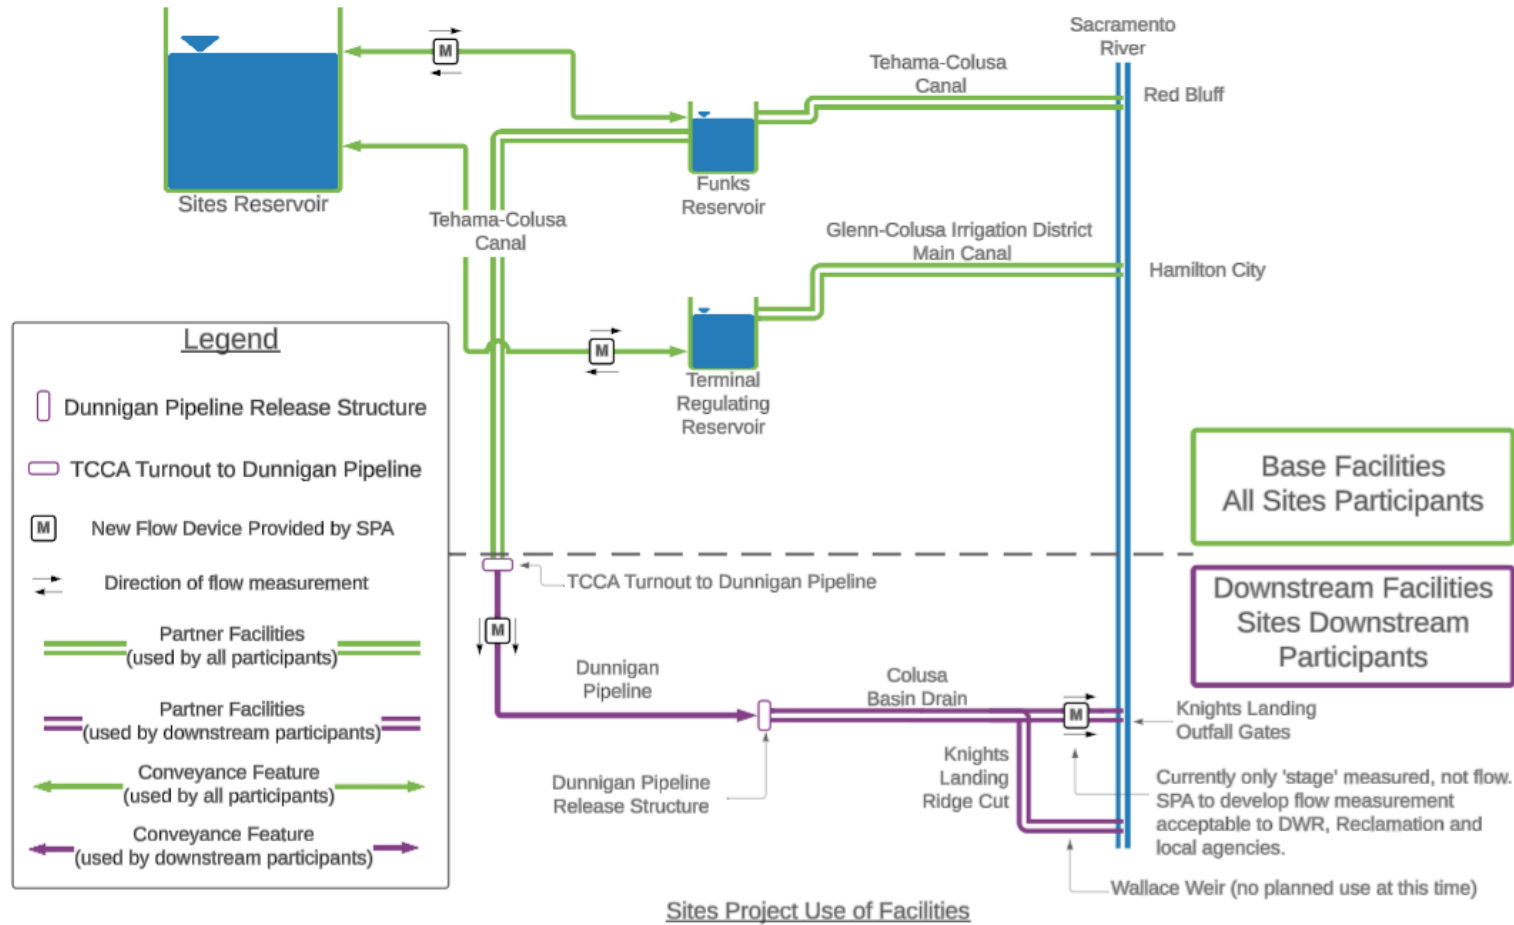 Sacramento
River
Tehama-Colusa
Canal
Red Bluff
M
Sites Reservoir
Funks
Reservoir
Tehama-Colusa
Canal
Glenn-Colusa Irrigation District
Main Canal
Hamilton City
M
Terminal
Regulating
Reservoir
Legend
Dunnigan Pipeline Release Structure
TCCA Turnout to Dunnigan Pipeline
M
New Flow Device Provided by SPA
Direction of flow measurement
Partner Facilities
(used by all participants)
Partner Facilities
(used by downstream participants)
Conveyance Feature
(used by all participants)
Conveyance Feature
(used by downstream participants)
Base Facilities
All Sites Participants
Downstream Facilities
Sites Downstream
Participants
TCCA Turnout to Dunnigan Pipeline
M
Dunnigan
Pipeline
Colusa
Basin Drain
M
Knights Landing
Outfall Gates
Knights
Landing
Ridge Cut
Dunnigan Pipeline
Release Structure
Currently only 'stage' measured, not flow.
SPA to develop flow measurement
acceptable to DWR, Reclamation and
local agencies.
Wallace Weir (no planned use at this time)
Sites Project Use of Facilities